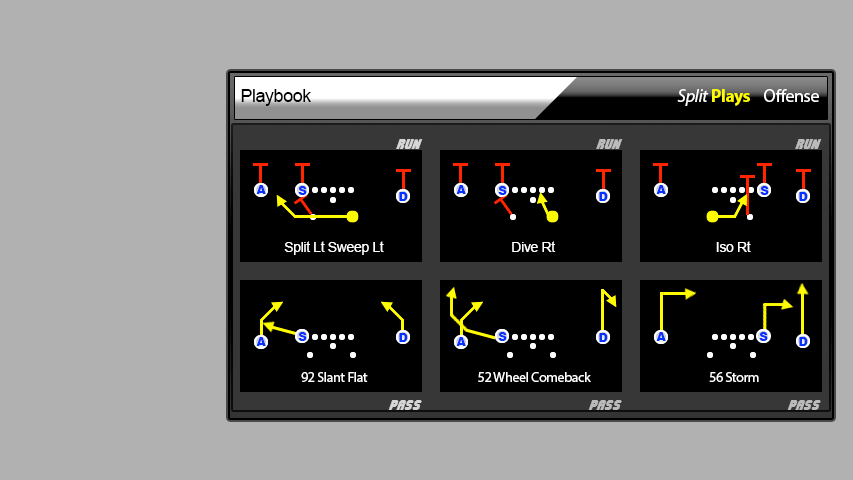 Playbook
Split Plays Offense
RUN RUN RUN
A S D
A S D
A S D
Split Lt Sweep Lt
Dive Rt
Iso Rt
A S D
A S D
A S D
92 Slant Flat
52 Wheel Comeback
56 Storm
PASS PASS PASS